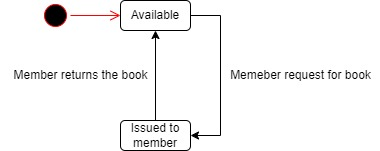 Available
Member returns the book
Memeber request for book
Issued to
member